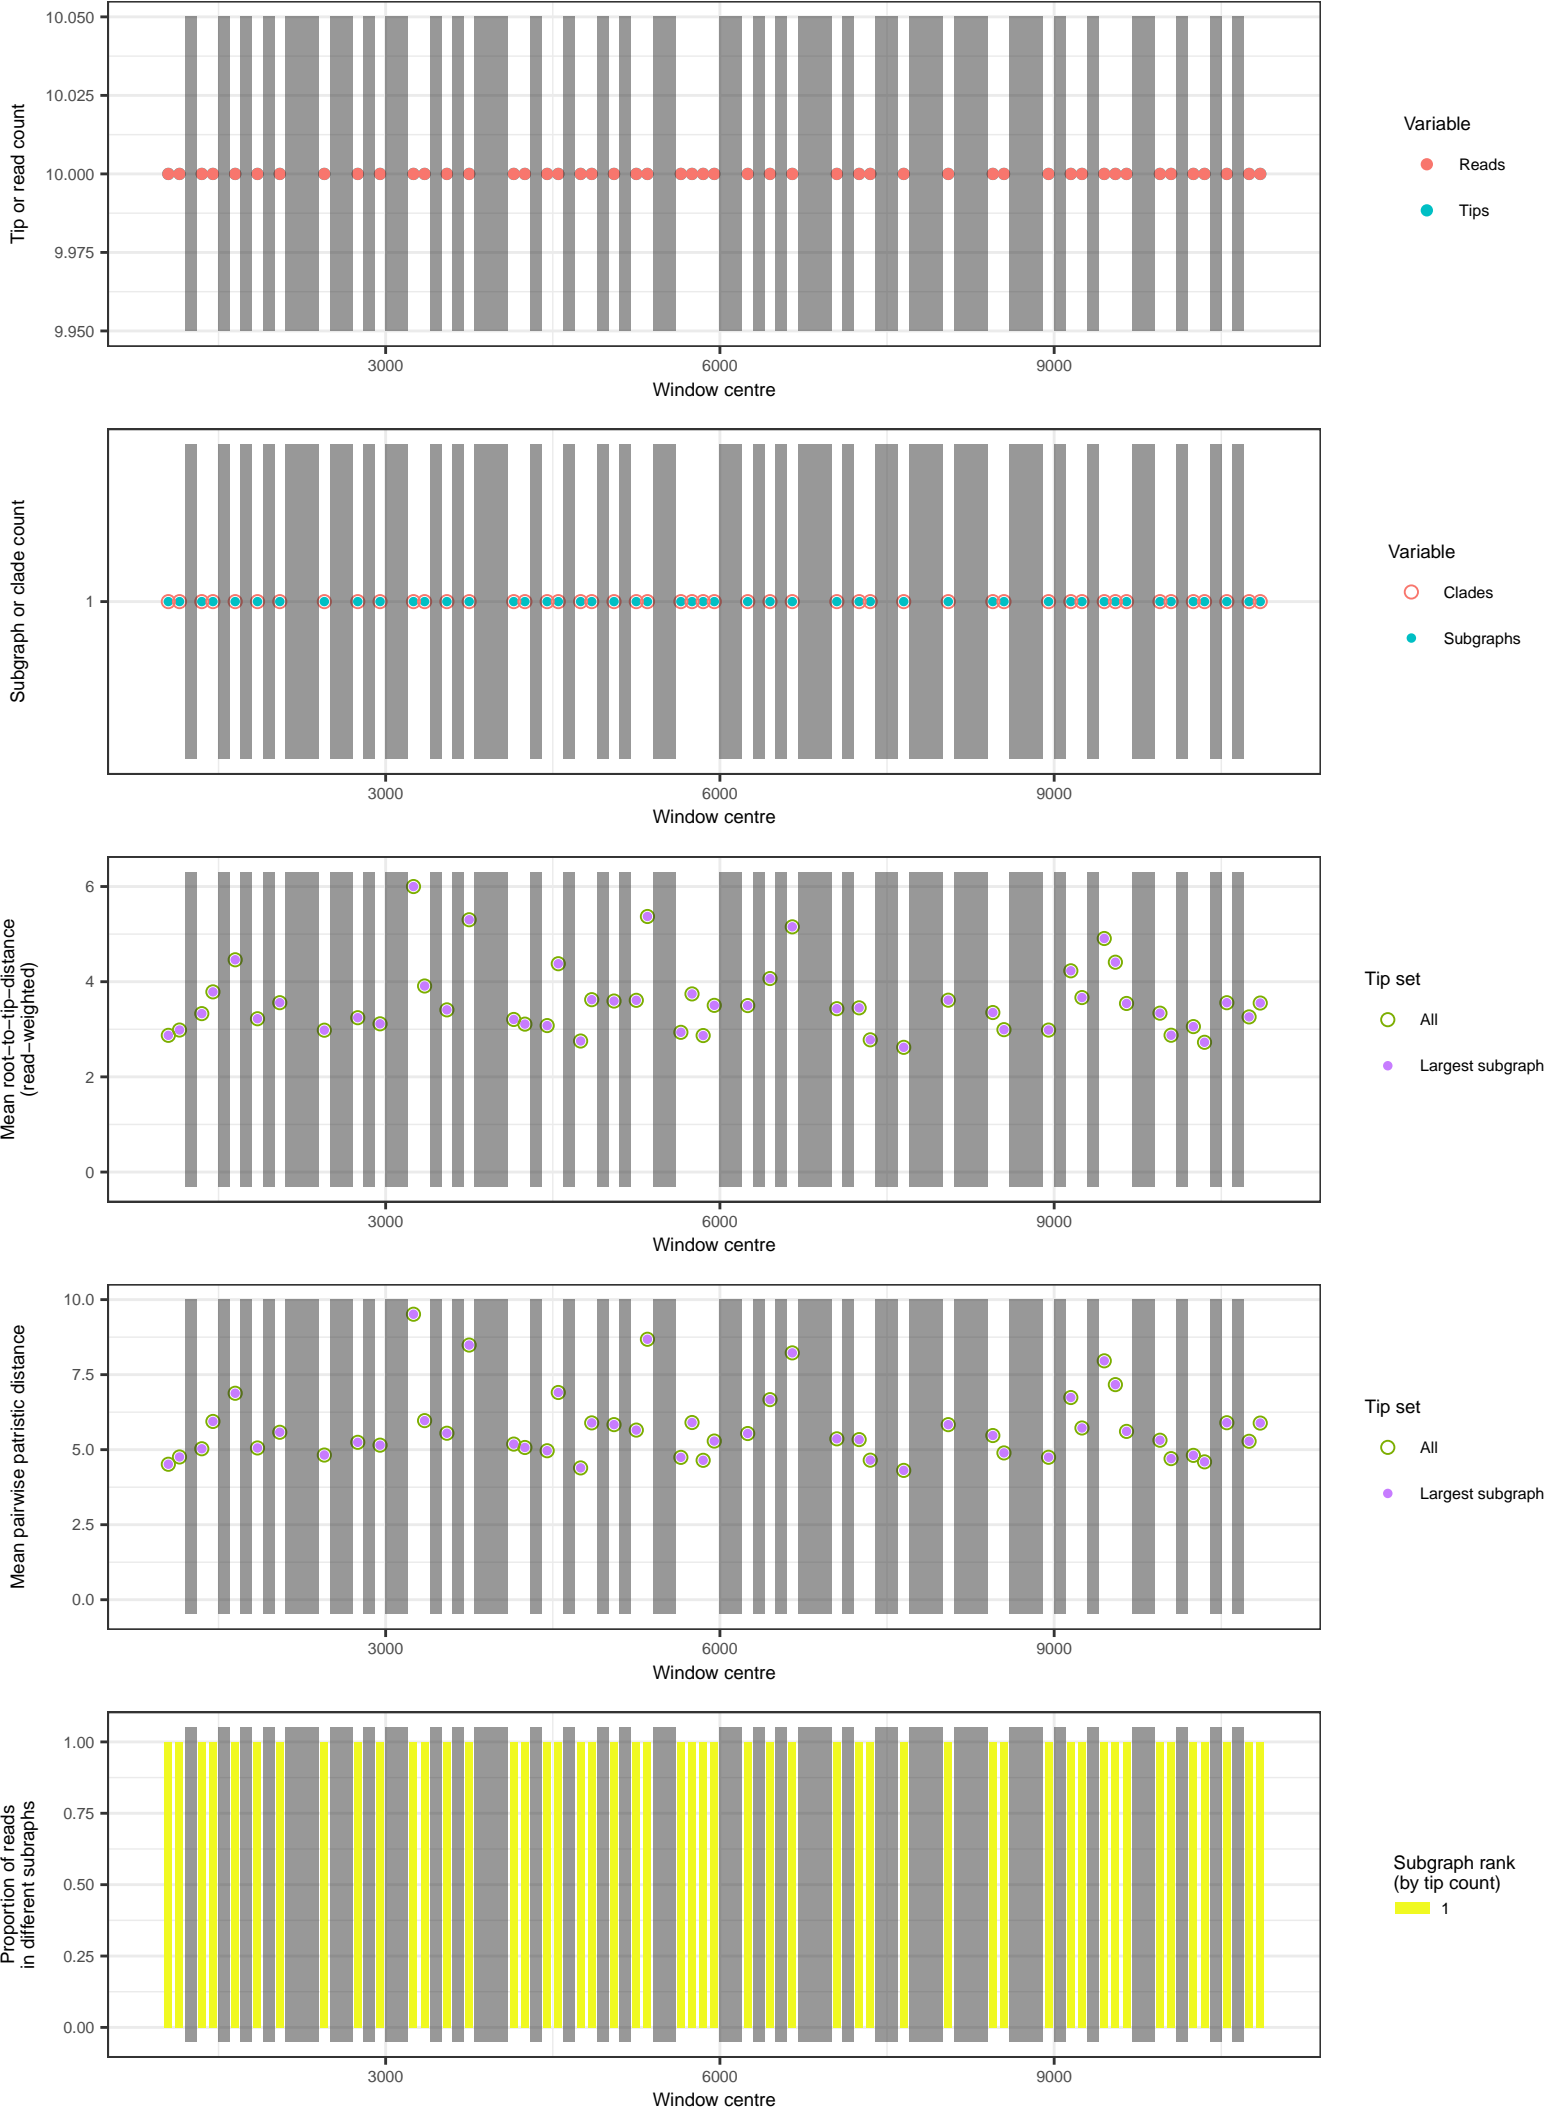 10.050
10.025
10.000
9.975
9.950
Tip or read count
3000
6000
9000
Window centre
Variable
Reads
Tips
1
Subgraph or clade count
3000
6000
9000
Window centre
Variable
Clades
Subgraphs
6
4
2
0
Mean root−to−tip−distance
(read−weighted)
3000
6000
9000
Window centre
Tip set
All
Largest subgraph
10.0
7.5
5.0
2.5
0.0
Mean pairwise patristic distance
3000
6000
9000
Window centre
Tip set
All
Largest subgraph
1.00
0.75
0.50
0.25
0.00
Proportion of reads
in different subraphs
3000
6000
9000
Window centre
Subgraph rank
(by tip count)
1